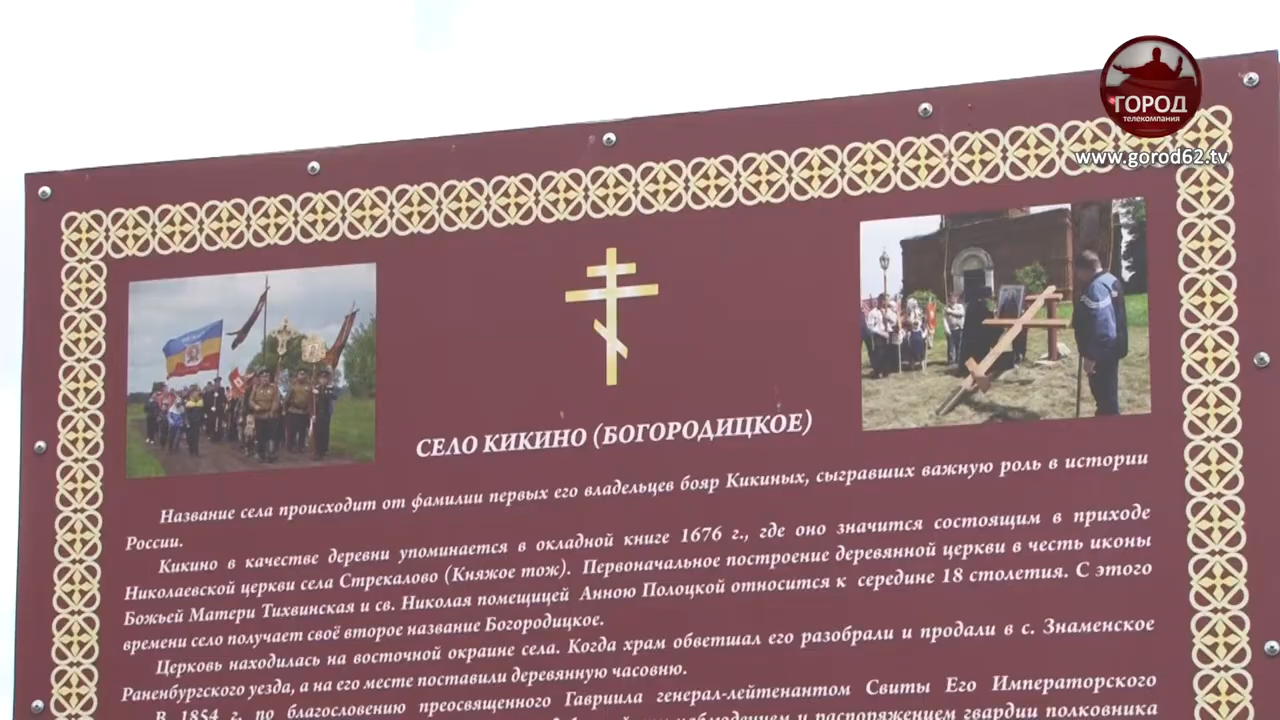 ГОРОД
телекомпания
www.gorod62.tv
СЕЛО КИКИНО (БОГОРОДИЦКОЕ)
Название села происходит от фамилии первых его владельцев бояр Кикиных, сыгравших важную роль в истории
России.
Кикино в качестве деревни упоминается в окладной книге 1676 г., где оно значится состоящим в приходе
Николаевской церкви села Стрекалово (Княжое тож). Первоначальное построение деревянной церкви в честь иконы
Божьей Матери Тихвинская и св. Николая помещицей Анною Полоцкой относится к середине 18 столетия. С этого
времени село получает своё второе название Богородицкое.
Церковь находилась на восточной окраине села. Когда храм обветшал его разобрали и продали в с. Знаменское
Раненбургского уезда, а на его месте поставили деревянную часовню.
В 1854 г. по благословению преосвященного Гавриила генерал-лейтенантом Свиты Его Императорского
наблюдением и распоряжением гвардии полковника